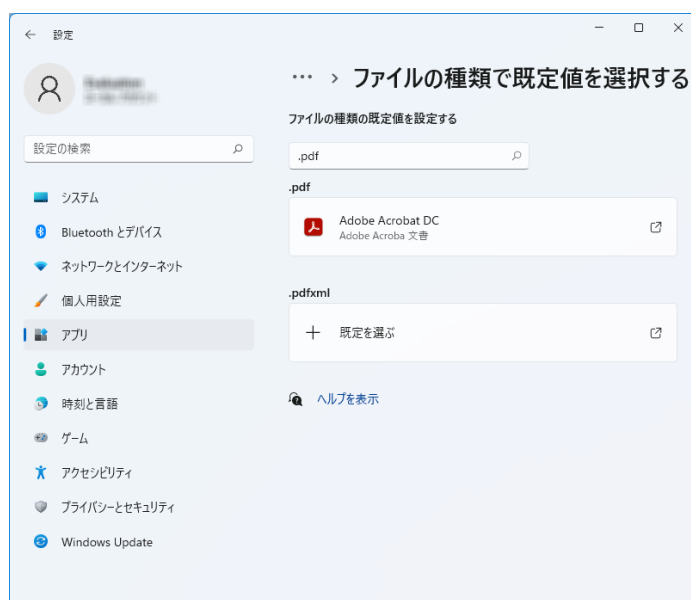 設定
… › ファイルの種類で既定値を選択する
ファイルの種類の既定値を設定する
設定の検索
.pdf
.pdf
システム
Adobe Acrobat DC
Adobe Acroba 文書
Bluetooth とデバイス
ネットワークとインターネット
個人用設定
.pdfxml
アプリ
既定を選ぶ
アカウント
時刻と言語
ヘルプを表示
ゲーム
アクセシビリティ
プライバシーとセキュリティ
Windows Update